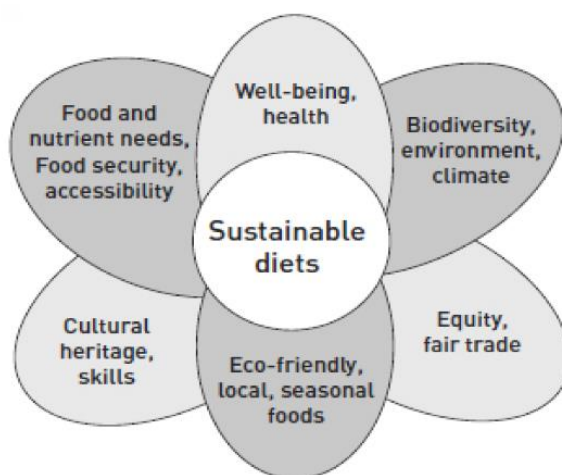 Well-being,
health
Food and
nutrient needs,
Food security,
accessibility
Biodiversity,
environment,
climate
Sustainable
diets
Cultural
heritage,
skills
Equity,
fair trade
Eco-friendly,
local, seasonal
foods